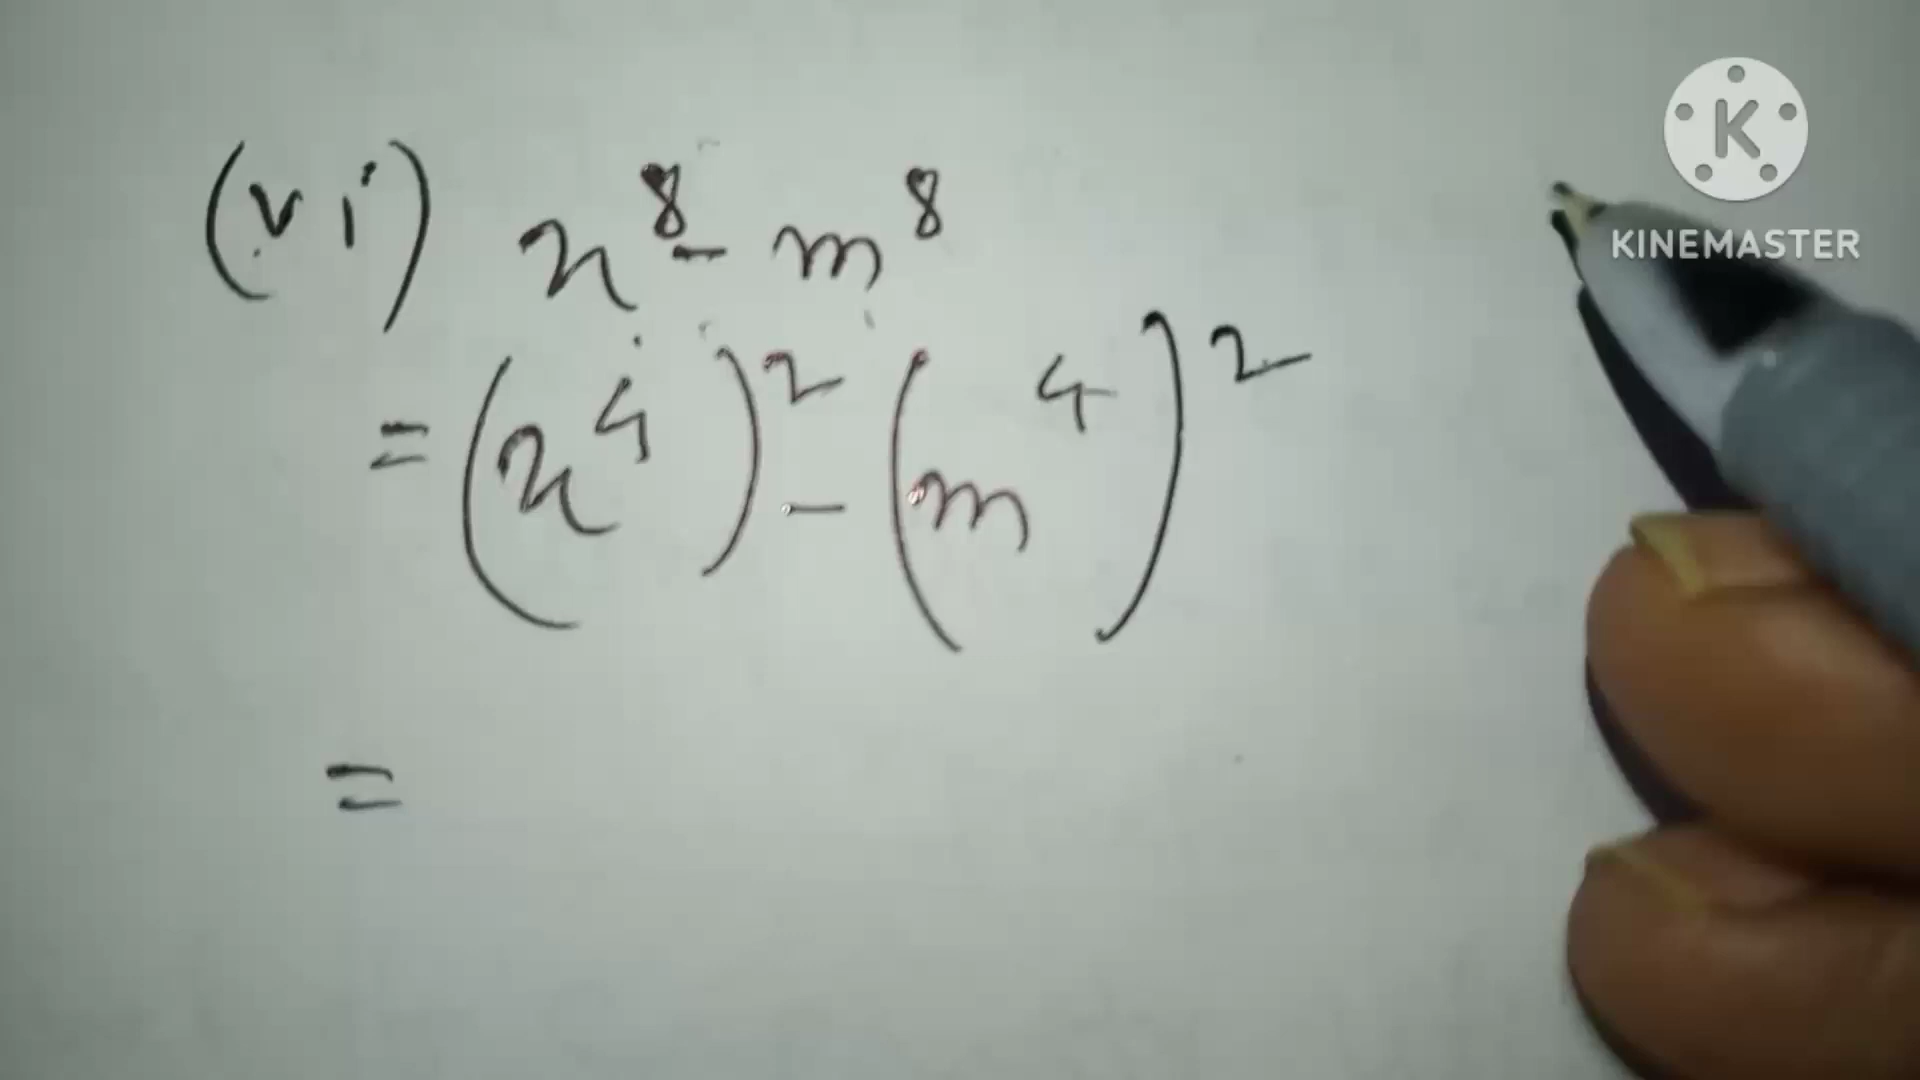 (vi) x⁸ - m⁸
= (x⁴)² - (m⁴)²
=
K
KINEMASTER